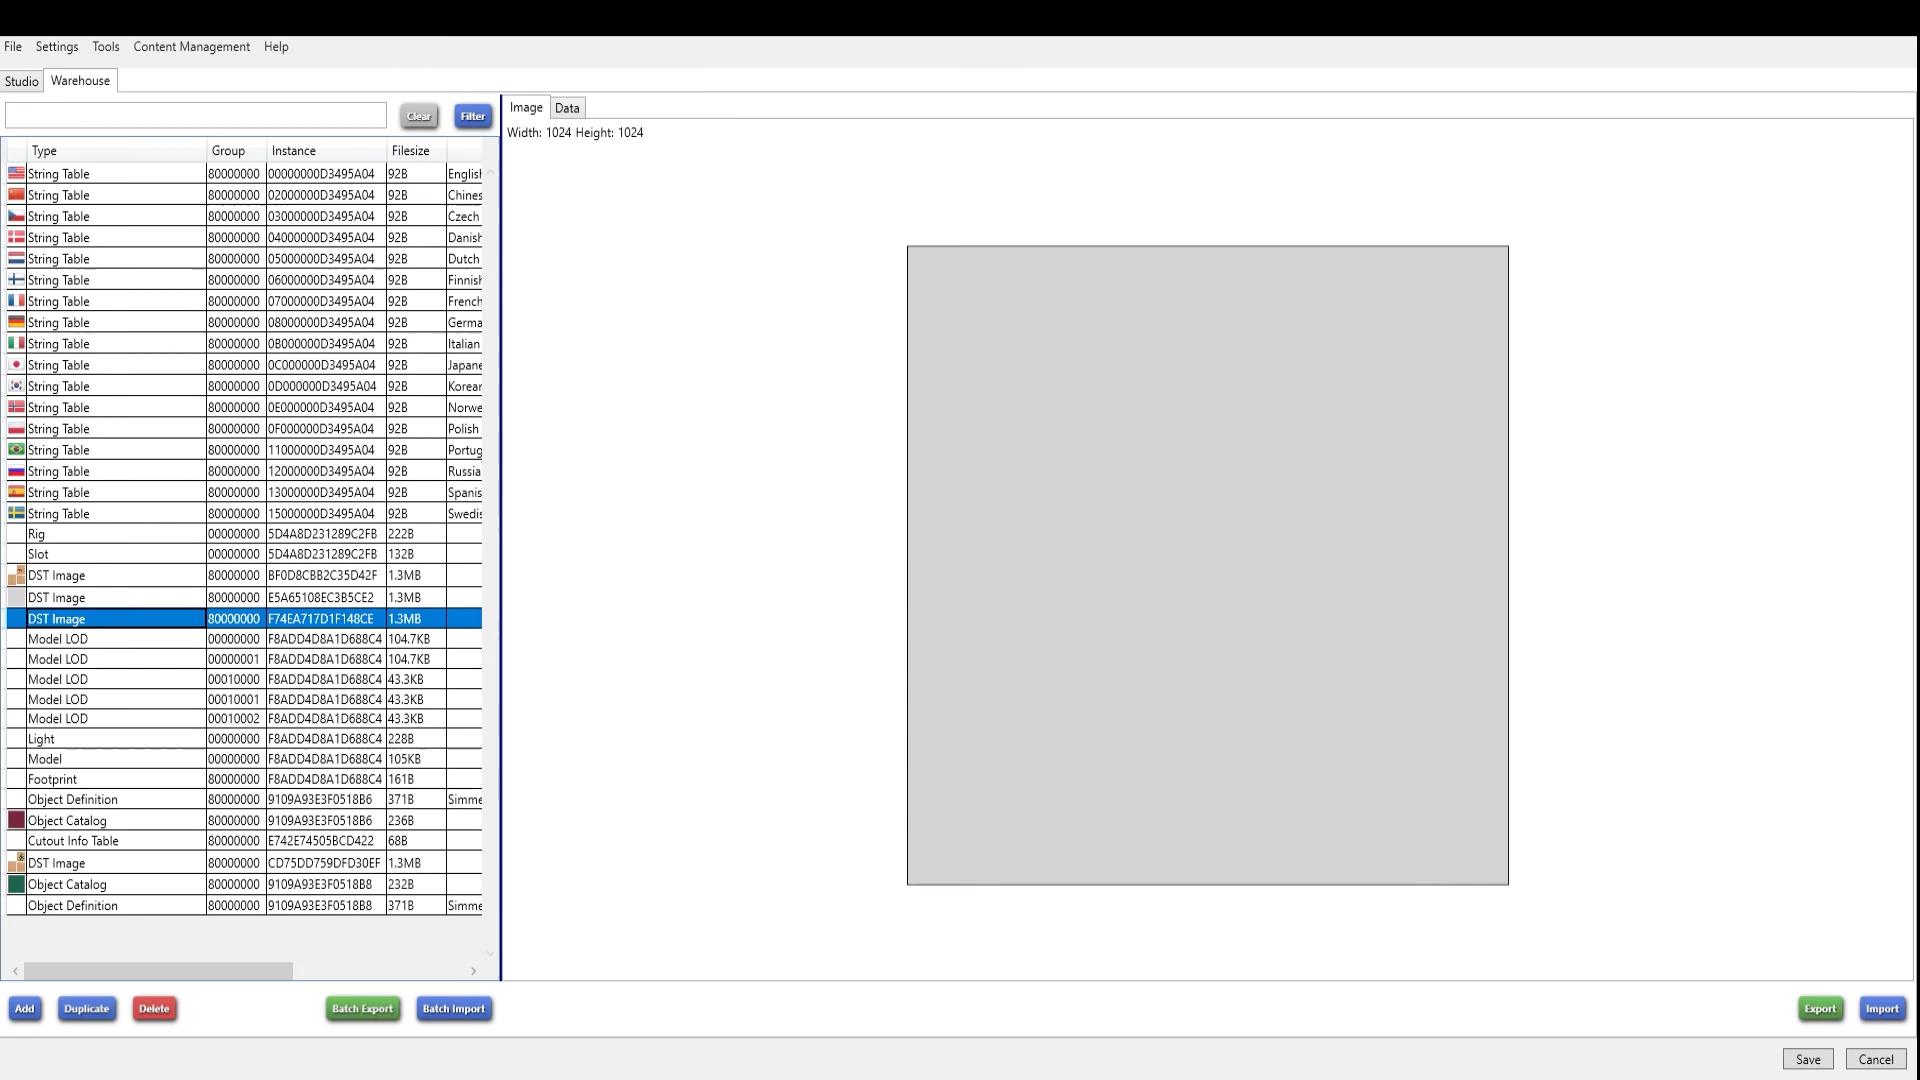 File Settings Tools Content Management Help
Studio Warehouse
Clear Filter
Type Group Instance Filesize
String Table 80000000 00000000D3495A04 92B English
String Table 80000000 02000000D3495A04 92B Chines
String Table 80000000 03000000D3495A04 92B Czech
String Table 80000000 04000000D3495A04 92B Danish
String Table 80000000 05000000D3495A04 92B Dutch
String Table 80000000 06000000D3495A04 92B Finnish
String Table 80000000 07000000D3495A04 92B French
String Table 80000000 08000000D3495A04 92B Germa
String Table 80000000 0B000000D3495A04 92B Italian
String Table 80000000 0C000000D3495A04 92B Japane
String Table 80000000 0D000000D3495A04 92B Korean
String Table 80000000 0E000000D3495A04 92B Norwe
String Table 80000000 0F000000D3495A04 92B Polish
String Table 80000000 11000000D3495A04 92B Portug
String Table 80000000 12000000D3495A04 92B Russia
String Table 80000000 13000000D3495A04 92B Spanis
String Table 80000000 15000000D3495A04 92B Swedis
Rig 00000000 5D4A8D231289C2FB 222B
Slot 00000000 5D4A8D231289C2FB 132B
DST Image 80000000 BF0D8CBB2C35D42F 1.3MB
DST Image 80000000 E5A65108EC3B5CE2 1.3MB
DST Image 80000000 F74EA717D1F148CE 1.3MB
Model LOD 00000000 F8ADD4D8A1D688C4 104.7KB
Model LOD 00000001 F8ADD4D8A1D688C4 104.7KB
Model LOD 00010000 F8ADD4D8A1D688C4 43.3KB
Model LOD 00010001 F8ADD4D8A1D688C4 43.3KB
Model LOD 00010002 F8ADD4D8A1D688C4 43.3KB
Light 00000000 F8ADD4D8A1D688C4 228B
Model 00000000 F8ADD4D8A1D688C4 105KB
Footprint 80000000 F8ADD4D8A1D688C4 161B
Object Definition 80000000 9109A93E3F0518B6 371B Simme
Object Catalog 80000000 9109A93E3F0518B6 236B
Cutout Info Table 80000000 E742E74505BCD422 68B
DST Image 80000000 CD75DD759DFD30EF 1.3MB
Object Catalog 80000000 9109A93E3F0518B8 232B
Object Definition 80000000 9109A93E3F0518B8 371B Simme
Add Duplicate Delete Batch Export Batch Import
Image Data
Width: 1024 Height: 1024
Export Import
Save Cancel